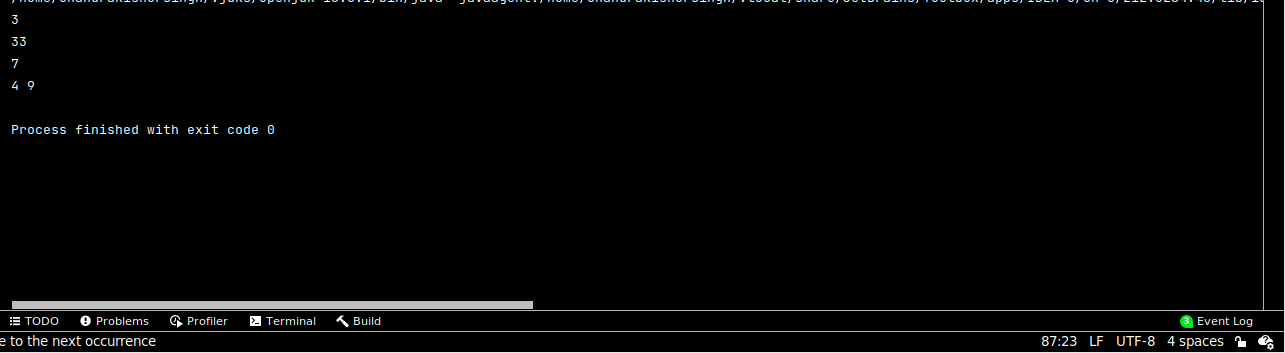 3
33
7
4 9
Process finished with exit code 0
TODO Problems Profiler Terminal Build 3 Event Log
e to the next occurrence 87:23 LF UTF-8 4 spaces